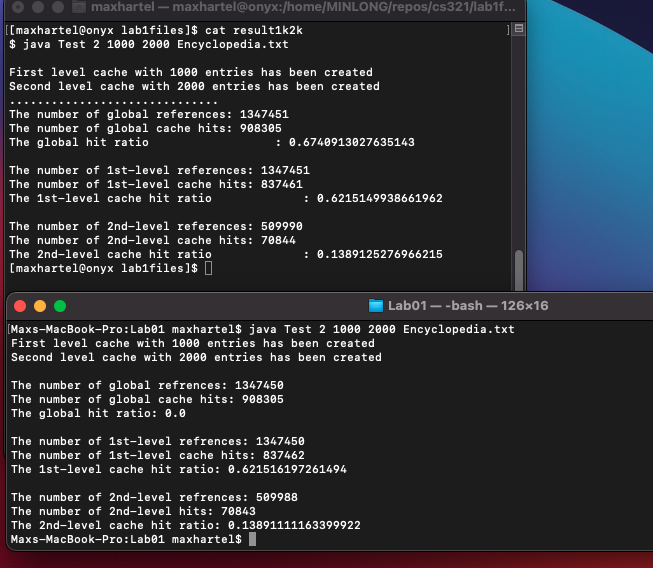 maxhartel — maxhartel@onyx:/home/MINLONG/repos/cs321/lab1f...
[[maxhartel@onyx lab1files]$ cat result1k2k ]
$ java Test 2 1000 2000 Encyclopedia.txt
First level cache with 1000 entries has been created
Second level cache with 2000 entries has been created
..............................
The number of global references: 1347451
The number of global cache hits: 908305
The global hit ratio : 0.6740913027635143
The number of 1st-level references: 1347451
The number of 1st-level cache hits: 837461
The 1st-level cache hit ratio : 0.6215149938661962
The number of 2nd-level references: 509990
The number of 2nd-level cache hits: 70844
The 2nd-level cache hit ratio : 0.1389125276966215
[maxhartel@onyx lab1files]$
Lab01 — -bash — 126×16
[Maxs-MacBook-Pro:Lab01 maxhartel$ java Test 2 1000 2000 Encyclopedia.txt
First level cache with 1000 entries has been created
Second level cache with 2000 entries has been created
The number of global refrences: 1347450
The number of global cache hits: 908305
The global hit ratio: 0.0
The number of 1st-level refrences: 1347450
The number of 1st-level cache hits: 837462
The 1st-level cache hit ratio: 0.621516197261494
The number of 2nd-level refrences: 509988
The number of 2nd-level hits: 70843
The 2nd-level cache hit ratio: 0.13891111163399922
Maxs-MacBook-Pro:Lab01 maxhartel$